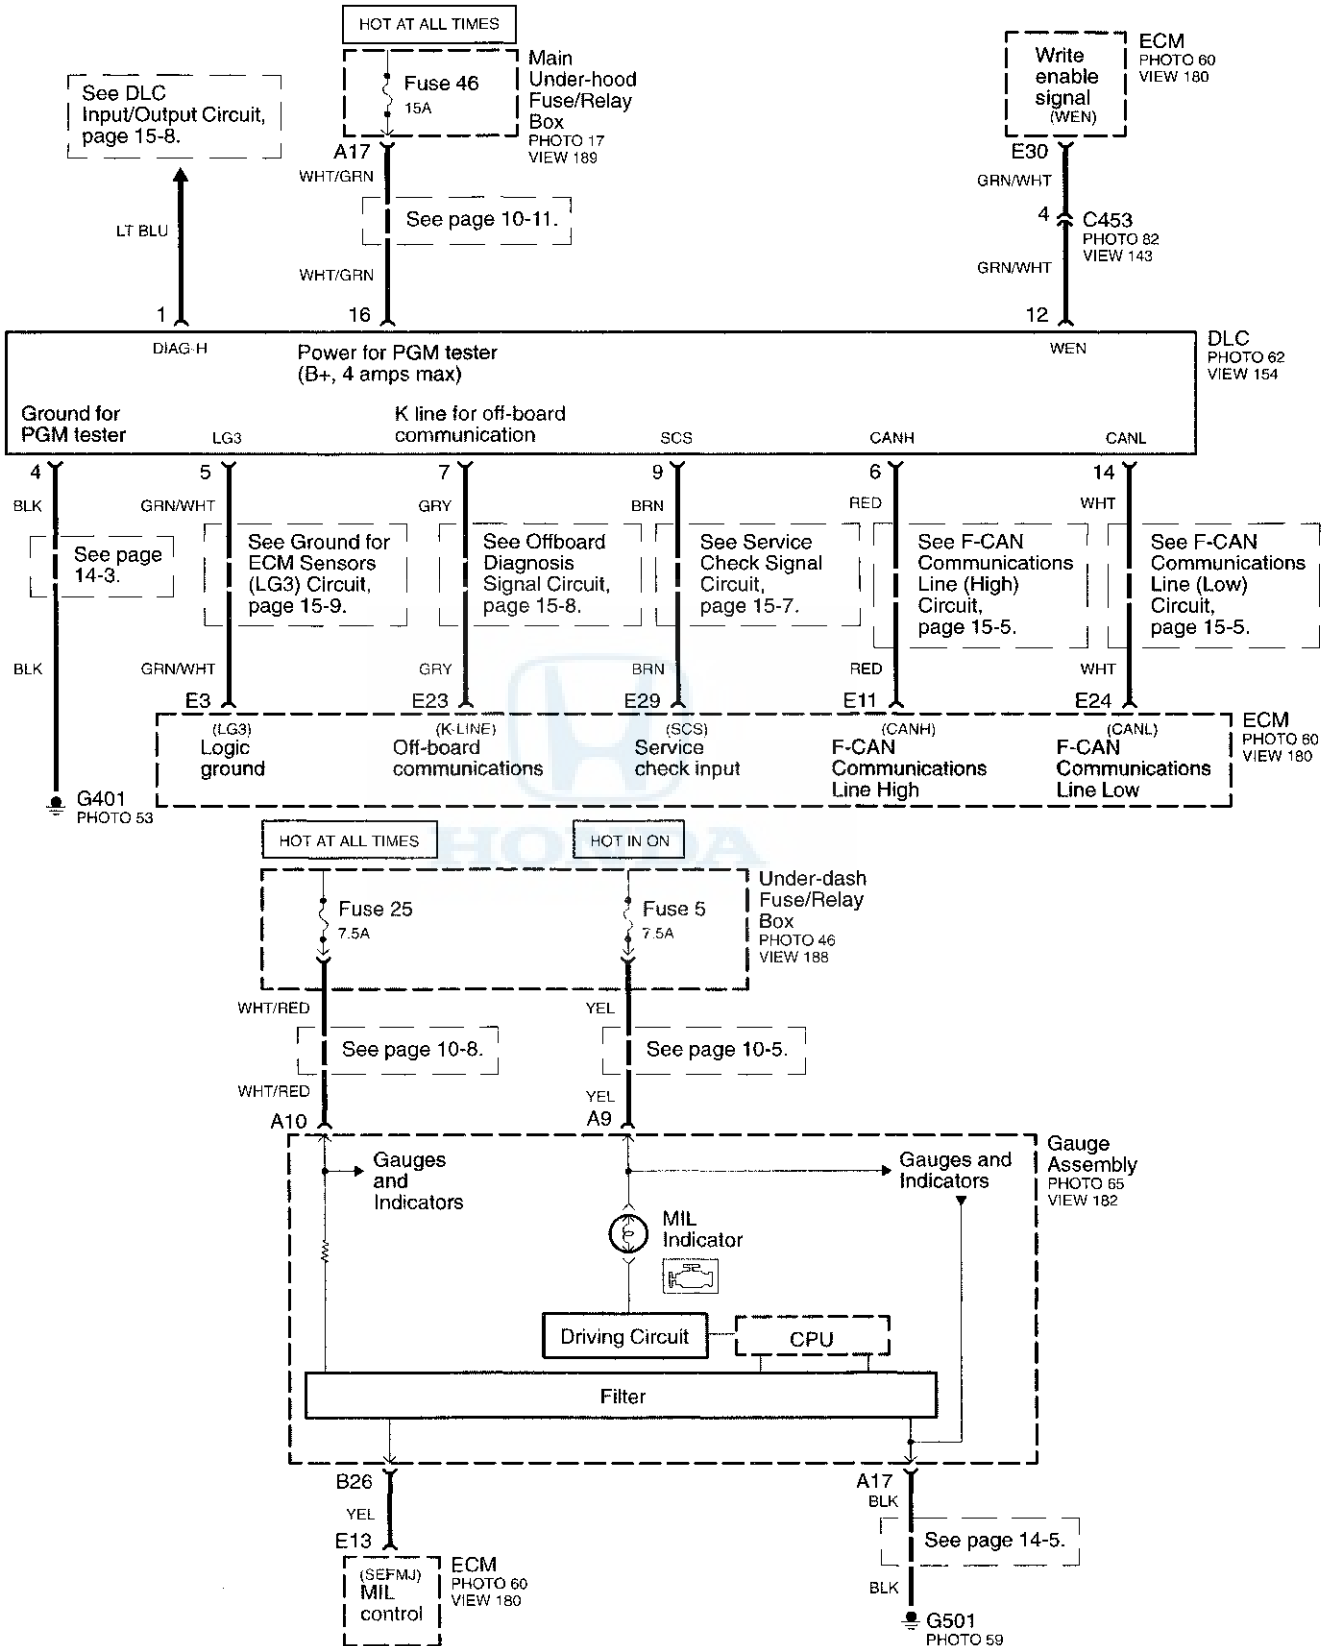 HOT AT ALL TIMES
Main
Under-hood
Fuse/Relay
Box
PHOTO 17
VIEW 189
Fuse 46
15A
ECM
PHOTO 60
VIEW 180
Write
enable
signal
(WEN)
See DLC
Input/Output Circuit,
page 15-8.
A17
WHT/GRN
See page 10-11.
WHT/GRN
LT BLU
E30
GRN/WHT
4
C453
PHOTO 82
VIEW 143
GRN/WHT
1
16
12
DIAG-H
Power for PGM tester
(B+, 4 amps max)
WEN
DLC
PHOTO 62
VIEW 154
Ground for
PGM tester
LG3
K line for off-board
communication
SCS
CANH
CANL
4
5
7
9
6
14
BLK
GRN/WHT
GRY
BRN
RED
WHT
See page
14-3.
See Ground for
ECM Sensors
(LG3) Circuit,
page 15-9.
See Offboard
Diagnosis
Signal Circuit,
page 15-8.
See Service
Check Signal
Circuit,
page 15-7.
See F-CAN
Communications
Line (High)
Circuit,
page 15-5.
See F-CAN
Communications
Line (Low)
Circuit,
page 15-5.
BLK
GRN/WHT
GRY
BRN
RED
WHT
E3
E23
E29
E11
E24
(LG3)
Logic
ground
(K-LINE)
Off-board
communications
(SCS)
Service
check input
(CANH)
F-CAN
Communications
Line High
(CANL)
F-CAN
Communications
Line Low
ECM
PHOTO 60
VIEW 180
G401
PHOTO 53
HONDA
HOT AT ALL TIMES
HOT IN ON
Fuse 25
7.5A
Fuse 5
7.5A
Under-dash
Fuse/Relay
Box
PHOTO 46
VIEW 188
WHT/RED
YEL
See page 10-8.
See page 10-5.
WHT/RED
YEL
A10
A9
Gauges
and
Indicators
Gauges and
Indicators
Gauge
Assembly
PHOTO 65
VIEW 182
MIL
Indicator
Driving Circuit
CPU
Filter
B26
YEL
E13
A17
BLK
See page 14-5.
BLK
(SEFMJ)
MIL
control
ECM
PHOTO 60
VIEW 180
G501
PHOTO 59